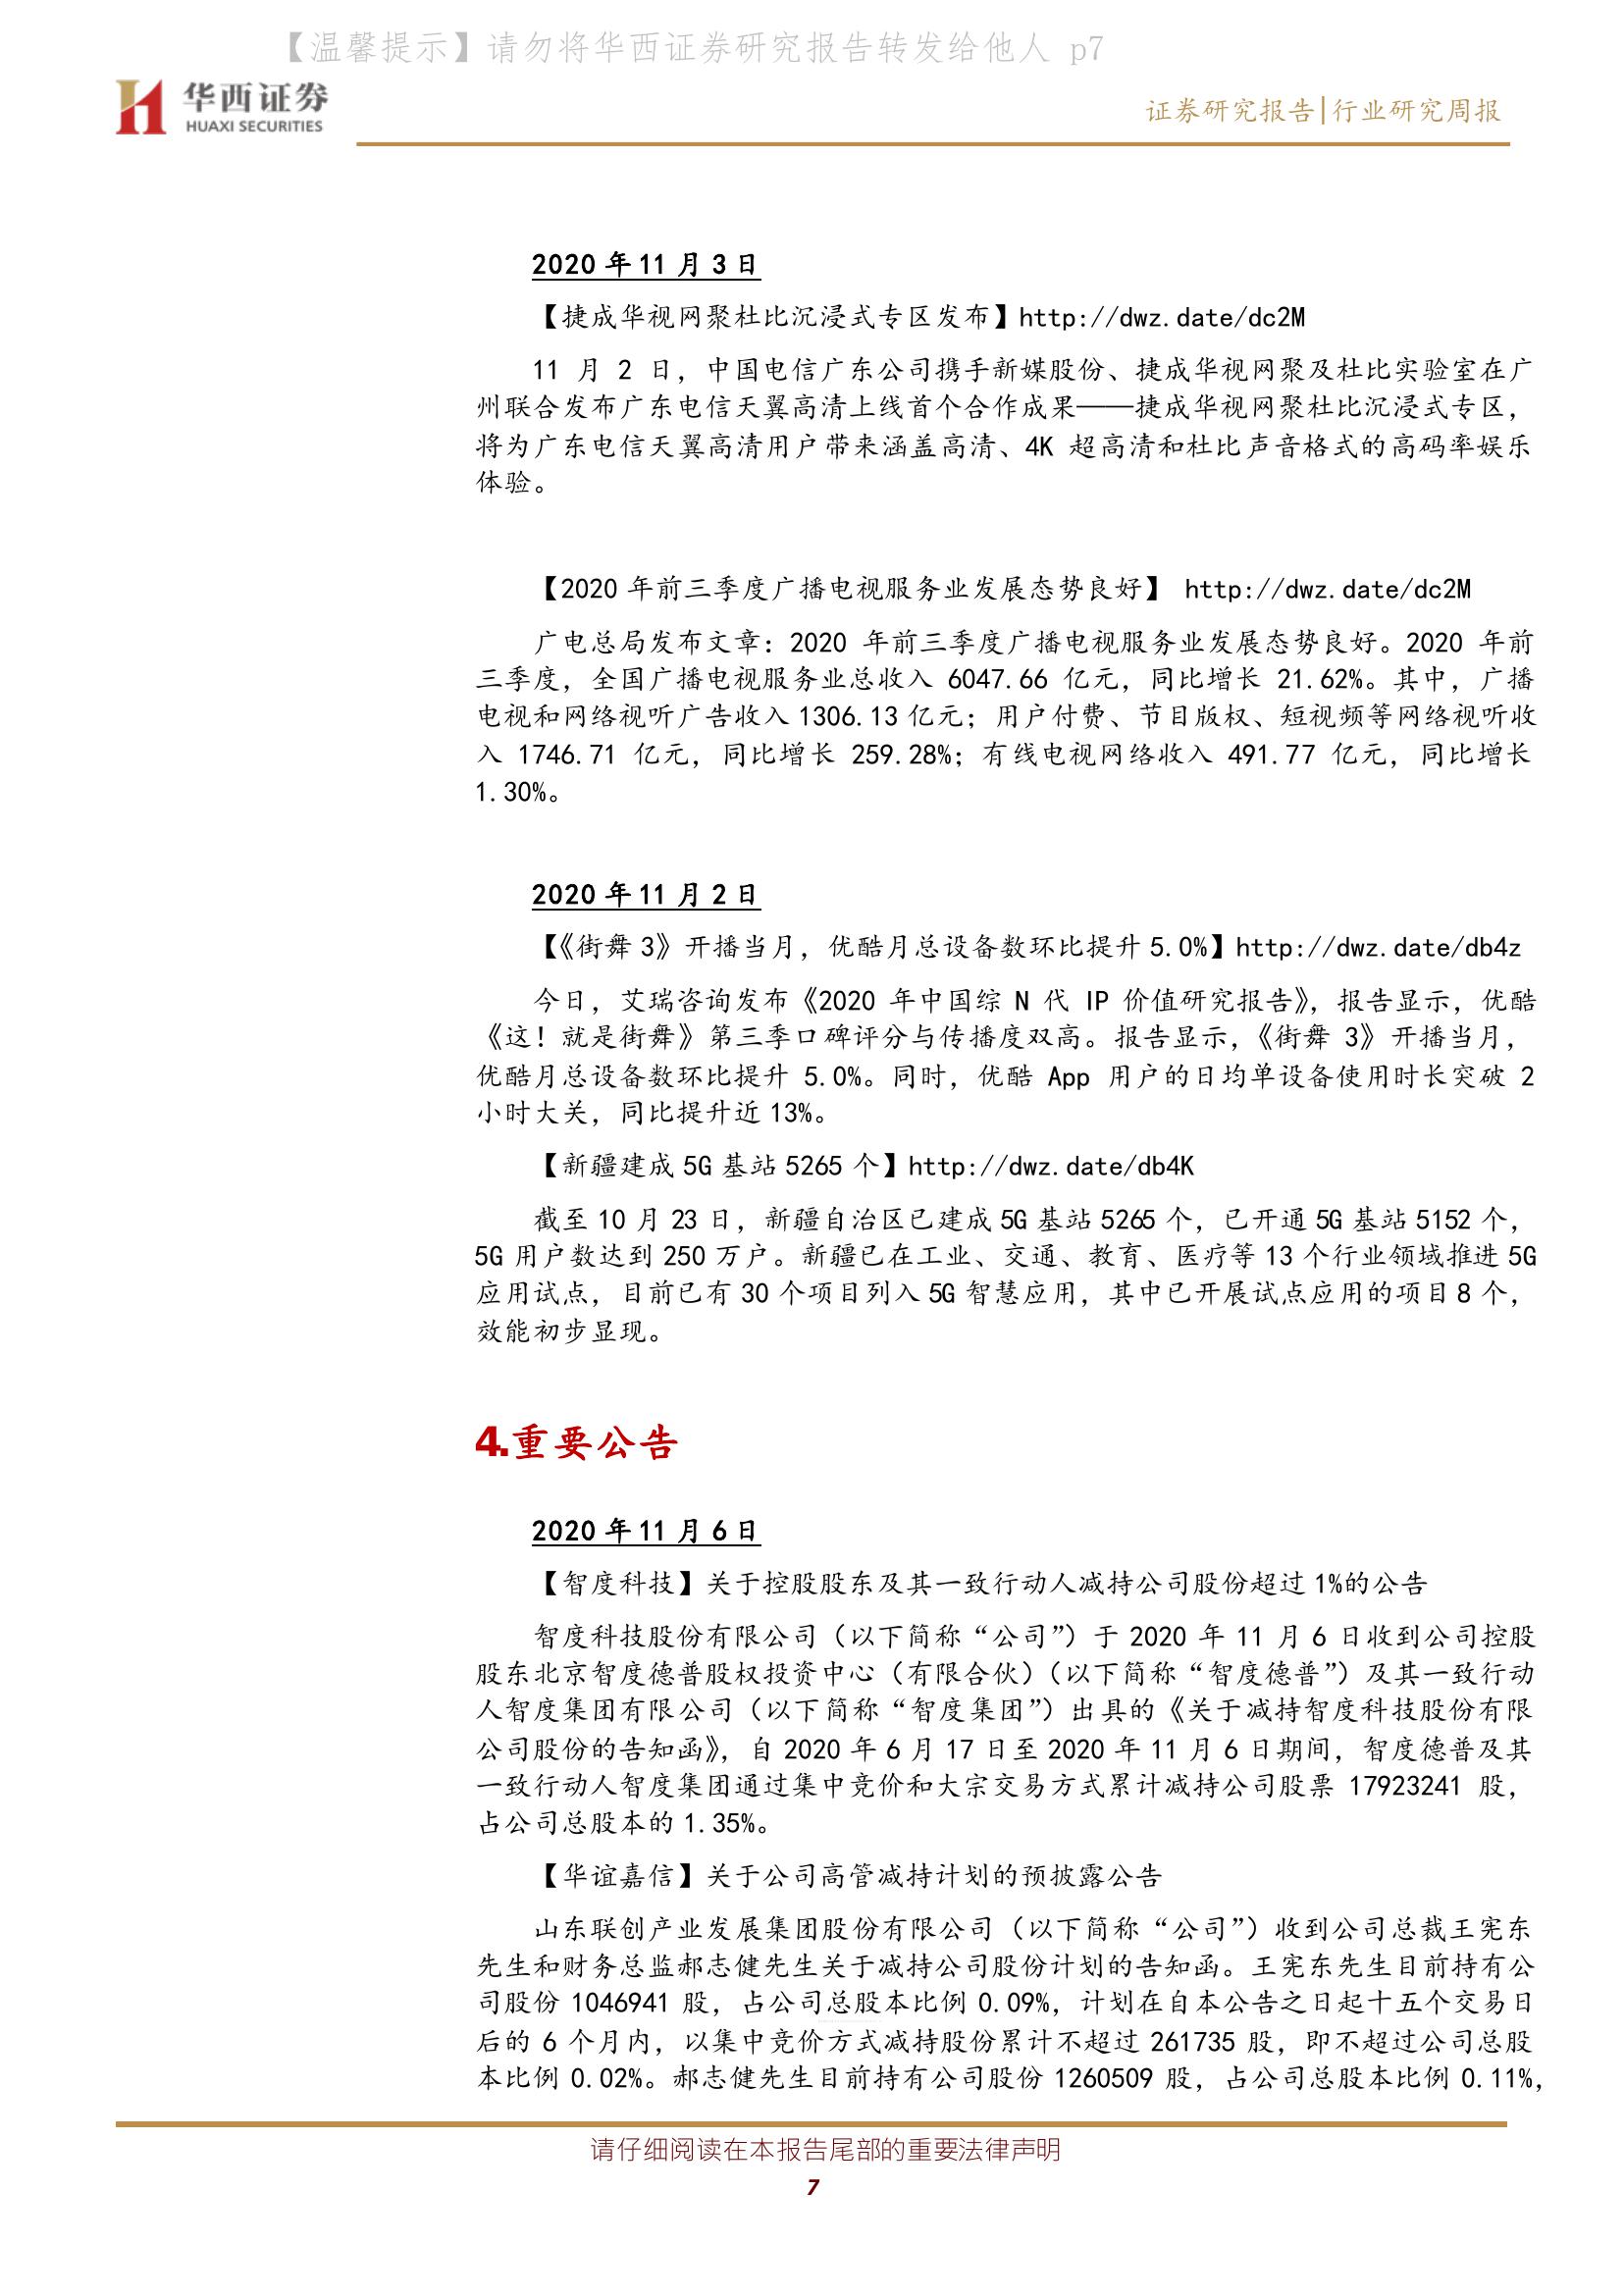 【温馨提示】请勿将华西证券研究报告转发给他人 p7
华西证券
HUAXI SECURITIES
证券研究报告|行业研究周报
2020 年 11 月 3 日
【捷成华视网聚杜比沉浸式专区发布】http://dwz.date/dc2M
11 月 2 日，中国电信广东公司携手新媒股份、捷成华视网聚及杜比实验室在广
州联合发布广东电信天翼高清上线首个合作成果——捷成华视网聚杜比沉浸式专区，
将为广东电信天翼高清用户带来涵盖高清、4K 超高清和杜比声音格式的高码率娱乐
体验。
【2020 年前三季度广播电视服务业发展态势良好】 http://dwz.date/dc2M
广电总局发布文章：2020 年前三季度广播电视服务业发展态势良好。2020 年前
三季度，全国广播电视服务业总收入 6047.66 亿元，同比增长 21.62%。其中，广播
电视和网络视听广告收入 1306.13 亿元；用户付费、节目版权、短视频等网络视听收
入 1746.71 亿元，同比增长 259.28%；有线电视网络收入 491.77 亿元，同比增长
1.30%。
2020 年 11 月 2 日
【《街舞 3》开播当月，优酷月总设备数环比提升 5.0%】http://dwz.date/db4z
今日，艾瑞咨询发布《2020 年中国综 N 代 IP 价值研究报告》，报告显示，优酷
《这！就是街舞》第三季口碑评分与传播度双高。报告显示，《街舞 3》开播当月，
优酷月总设备数环比提升 5.0%。同时，优酷 App 用户的日均单设备使用时长突破 2
小时大关，同比提升近 13%。
【新疆建成 5G 基站 5265 个】http://dwz.date/db4K
截至 10 月 23 日，新疆自治区已建成 5G 基站 5265 个，已开通 5G 基站 5152 个，
5G 用户数达到 250 万户。新疆已在工业、交通、教育、医疗等 13 个行业领域推进 5G
应用试点，目前已有 30 个项目列入 5G 智慧应用，其中已开展试点应用的项目 8 个，
效能初步显现。
4.重要公告
2020 年 11 月 6 日
【智度科技】关于控股股东及其一致行动人减持公司股份超过 1%的公告
智度科技股份有限公司（以下简称“公司”）于 2020 年 11 月 6 日收到公司控股
股东北京智度德普股权投资中心（有限合伙）（以下简称“智度德普”）及其一致行动
人智度集团有限公司（以下简称“智度集团”）出具的《关于减持智度科技股份有限
公司股份的告知函》，自 2020 年 6 月 17 日至 2020 年 11 月 6 日期间，智度德普及其
一致行动人智度集团通过集中竞价和大宗交易方式累计减持公司股票 17923241 股，
占公司总股本的 1.35%。
【华谊嘉信】关于公司高管减持计划的预披露公告
山东联创产业发展集团股份有限公司（以下简称“公司”）收到公司总裁王宪东
先生和财务总监郝志健先生关于减持公司股份计划的告知函。王宪东先生目前持有公
司股份 1046941 股，占公司总股本比例 0.09%，计划在自本公告之日起十五个交易日
后的 6 个月内，以集中竞价方式减持股份累计不超过 261735 股，即不超过公司总股
本比例 0.02%。郝志健先生目前持有公司股份 1260509 股，占公司总股本比例 0.11%，
请仔细阅读在本报告尾部的重要法律声明
7